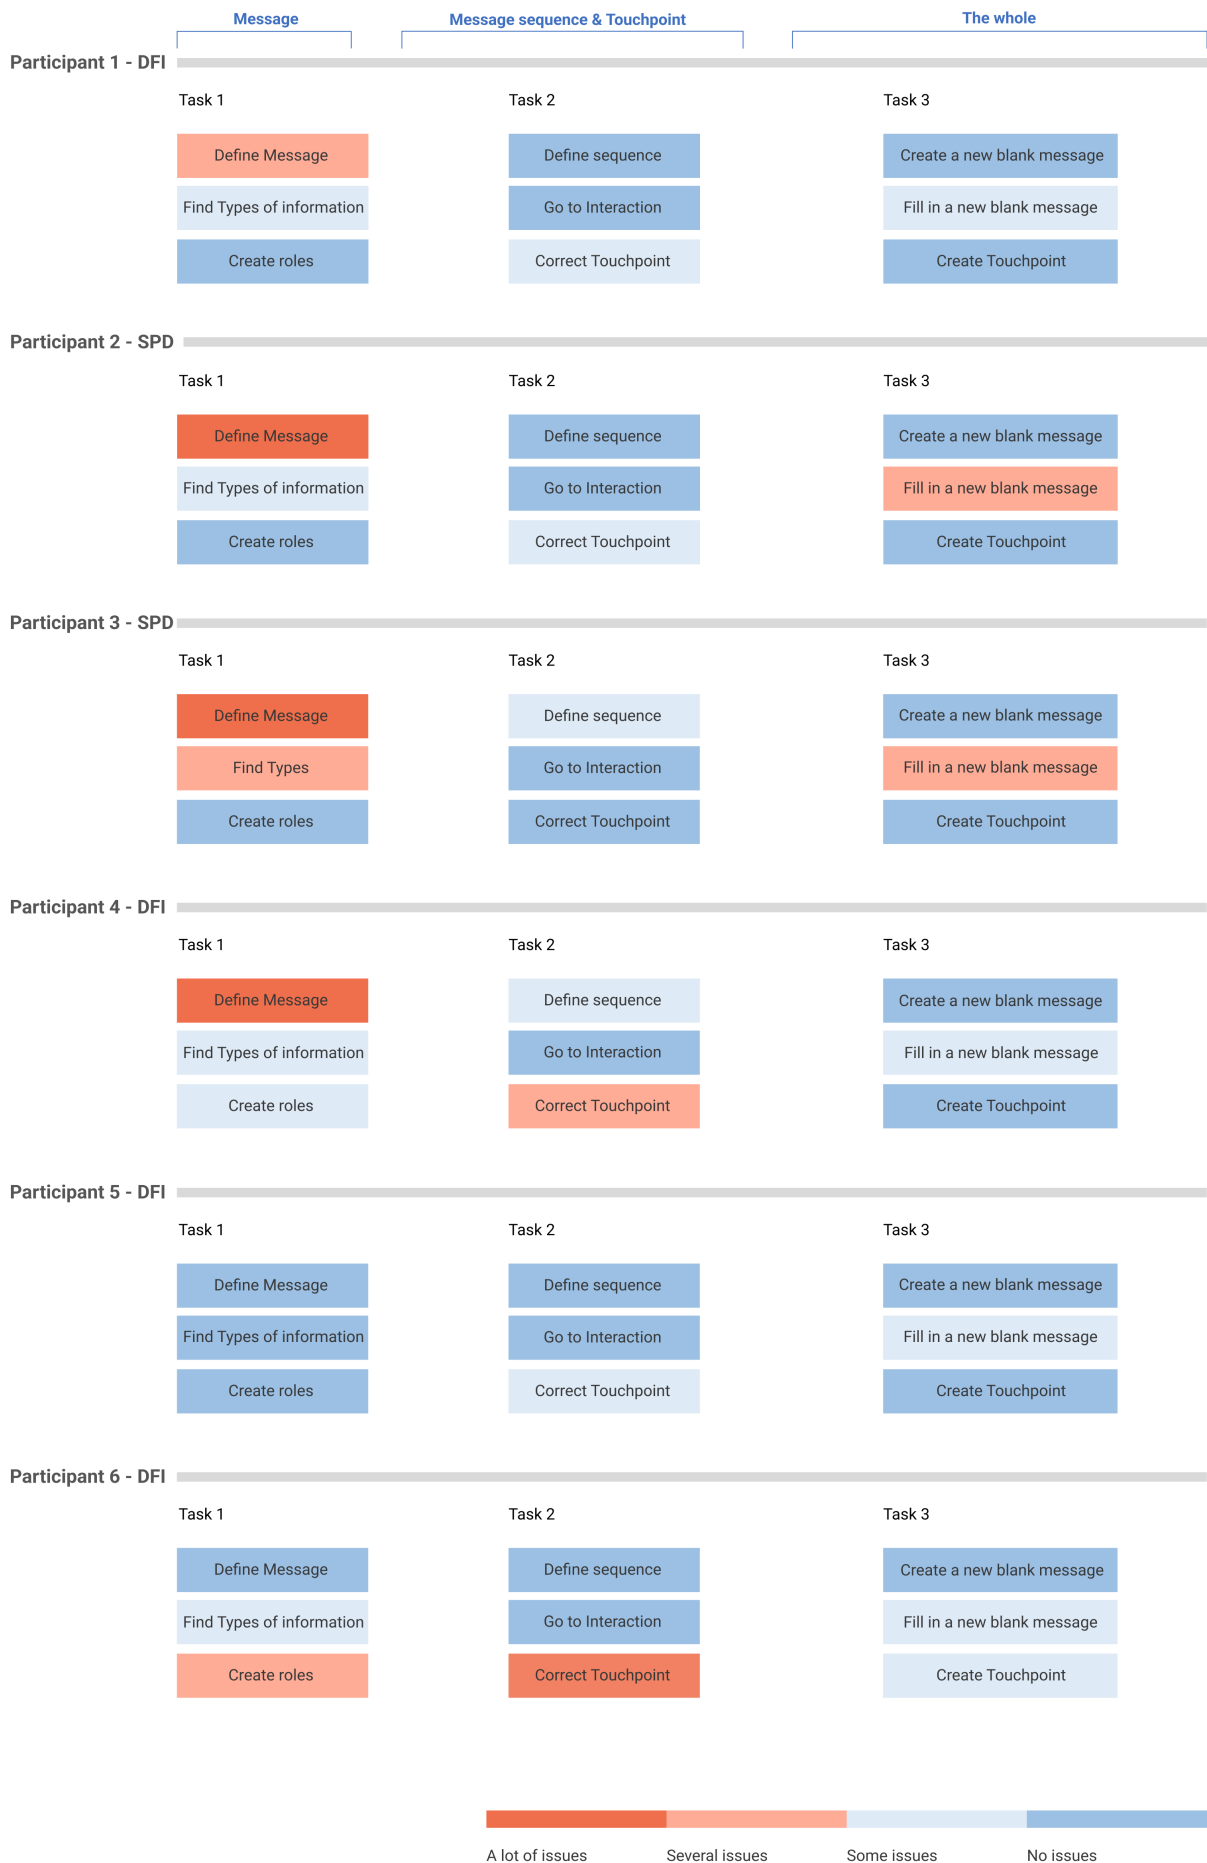 Message
Message sequence & Touchpoint
The whole
Participant 1 - DFI
Task 1
Task 2
Task 3
Define Message
Define sequence
Create a new blank message
Find Types of information
Go to Interaction
Fill in a new blank message
Create roles
Correct Touchpoint
Create Touchpoint
Participant 2 - SPD
Task 1
Task 2
Task 3
Define Message
Define sequence
Create a new blank message
Find Types of information
Go to Interaction
Fill in a new blank message
Create roles
Correct Touchpoint
Create Touchpoint
Participant 3 - SPD
Task 1
Task 2
Task 3
Define Message
Define sequence
Create a new blank message
Find Types
Go to Interaction
Fill in a new blank message
Create roles
Correct Touchpoint
Create Touchpoint
Participant 4 - DFI
Task 1
Task 2
Task 3
Define Message
Define sequence
Create a new blank message
Find Types of information
Go to Interaction
Fill in a new blank message
Create roles
Correct Touchpoint
Create Touchpoint
Participant 5 - DFI
Task 1
Task 2
Task 3
Define Message
Define sequence
Create a new blank message
Find Types of information
Go to Interaction
Fill in a new blank message
Create roles
Correct Touchpoint
Create Touchpoint
Participant 6 - DFI
Task 1
Task 2
Task 3
Define Message
Define sequence
Create a new blank message
Find Types of information
Go to Interaction
Fill in a new blank message
Create roles
Correct Touchpoint
Create Touchpoint
A lot of issues
Several issues
Some issues
No issues